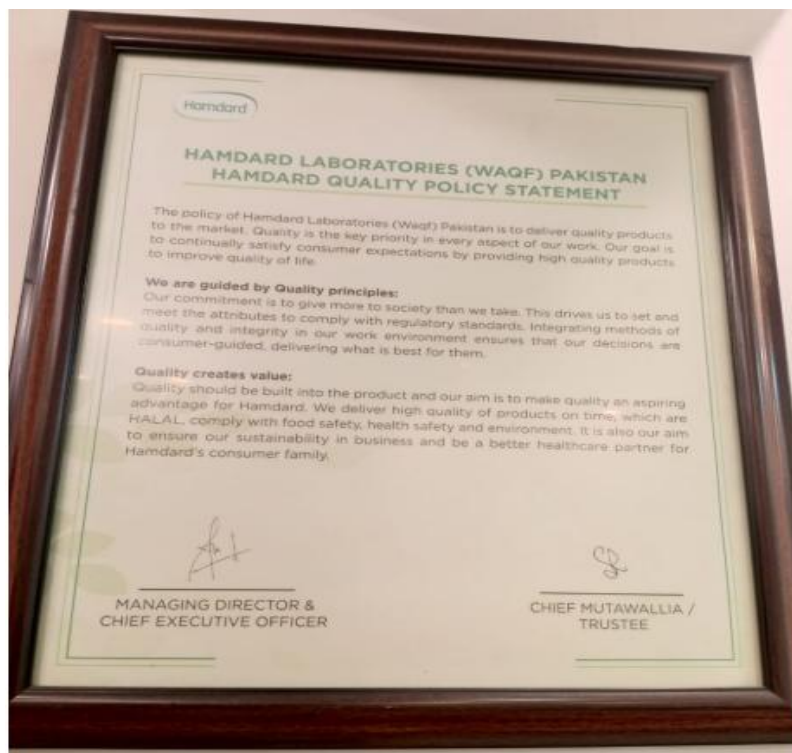 Hamdard
HAMDARD LABORATORIES (WAQF) PAKISTAN
HAMDARD QUALITY POLICY STATEMENT
The policy of Hamdard Laboratories (Waqf) Pakistan is to deliver quality products
to the market. Quality is the key priority in every aspect of our work. Our goal is
to continually satisfy consumer expectations by providing high quality products
to improve quality of life.
We are guided by Quality principles:
Our commitment is to give more to society than we take. This drives us to set and
meet the attributes to comply with regulatory standards. Integrating methods of
quality and integrity in our work environment ensures that our decisions are
consumer-guided, delivering what is best for them.
Quality creates value:
Quality should be built into the product and our aim is to make quality an aspiring
advantage for Hamdard. We deliver high quality of products on time, which are
HALAL, comply with food safety, health safety and environment. It is also our aim
to ensure our sustainability in business and be a better healthcare partner for
Hamdard's consumer family.
MANAGING DIRECTOR &
CHIEF EXECUTIVE OFFICER
CHIEF MUTAWALLIA /
TRUSTEE